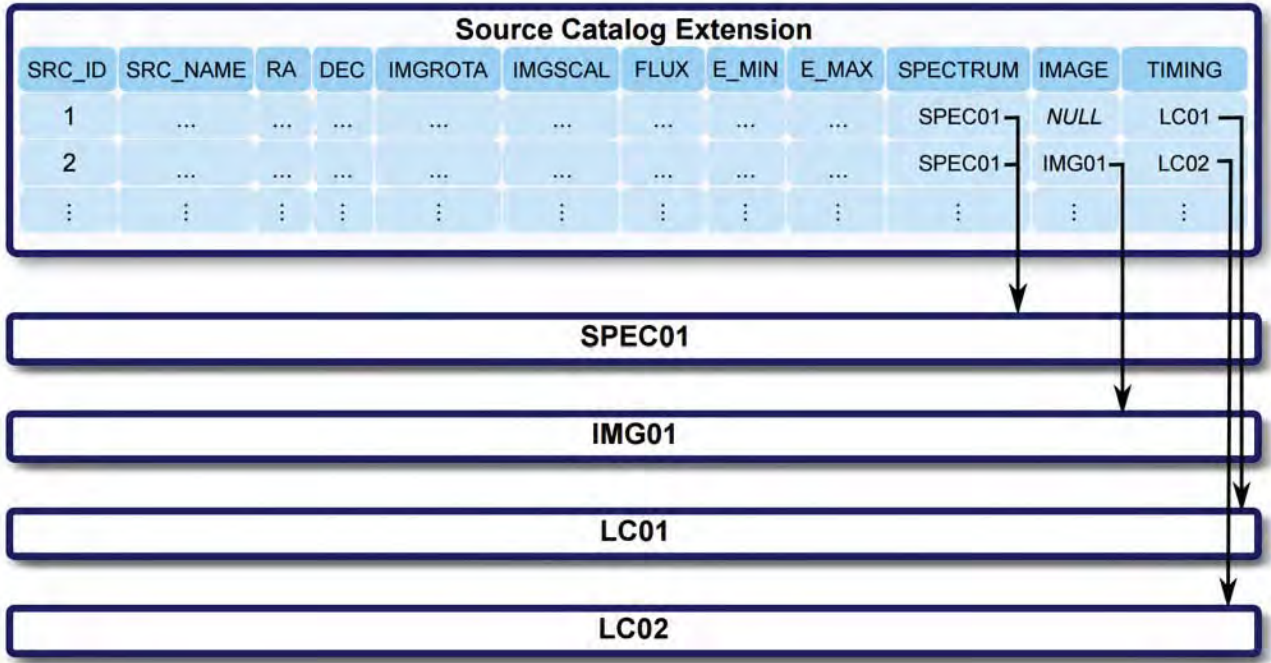 Source Catalog Extension
SRC_ID SRC_NAME RA DEC IMGROTA IMGSCAL FLUX E_MIN E_MAX SPECTRUM IMAGE TIMING
1 ... ... ... ... ... ... ... ... SPEC01 NULL LC01
2 ... ... ... ... ... ... ... ... SPEC01 IMG01 LC02
⋮ ⋮ ⋮ ⋮ ⋮ ⋮ ⋮ ⋮ ⋮ ⋮ ⋮ ⋮
SPEC01
IMG01
LC01
LC02